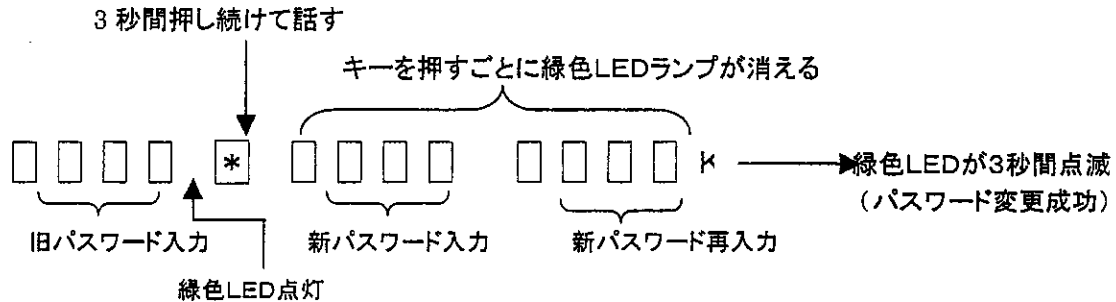 3 秒間押し続けて話す
キーを押すごとに緑色LEDランプが消える
*
緑色LEDが3秒間点滅
(パスワード変更成功)
旧パスワード入力
新パスワード入力
新パスワード再入力
緑色LED点灯